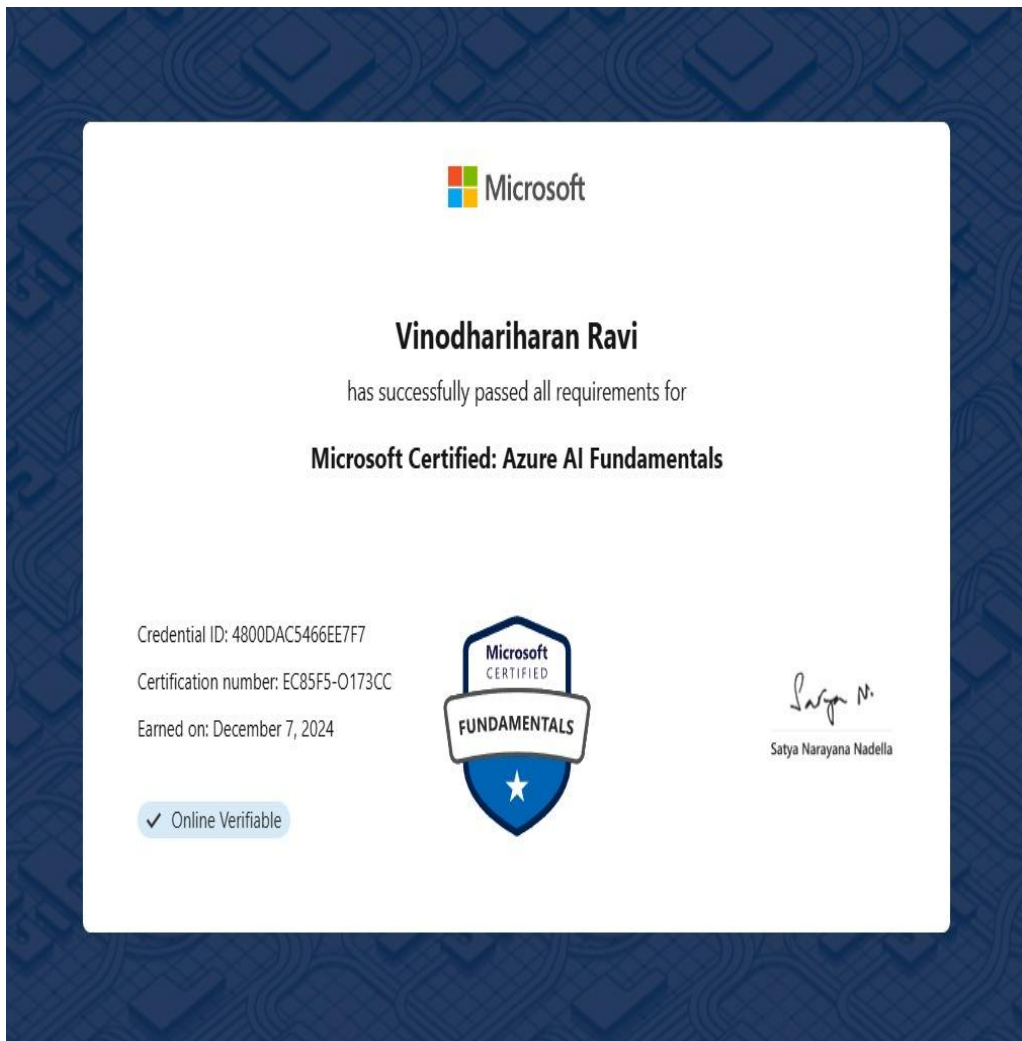 Microsoft
Vinodhariharan Ravi
has successfully passed all requirements for
Microsoft Certified: Azure AI Fundamentals
Credential ID: 4800DAC5466EE7F7
Certification number: EC85F5-O173CC
Earned on: December 7, 2024
✓ Online Verifiable
Microsoft
CERTIFIED
FUNDAMENTALS
Satya N.
Satya Narayana Nadella